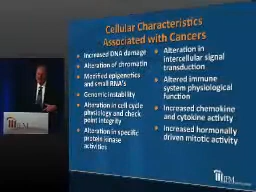 Cellular Characteristics
Associated with Cancers
Increased DNA damage
Alteration of chromatin
Modified epigenetics
and small RNA's
Genomic instability
Alteration in cell cycle
physiology and check
point integrity
Alteration in specific
protein kinase
activities
Alteration in
intercellular signal
transduction
Altered immune
system physiological
function
Increased chemokine
and cytokine activity
Increased hormonally
driven mitotic activity
IFM